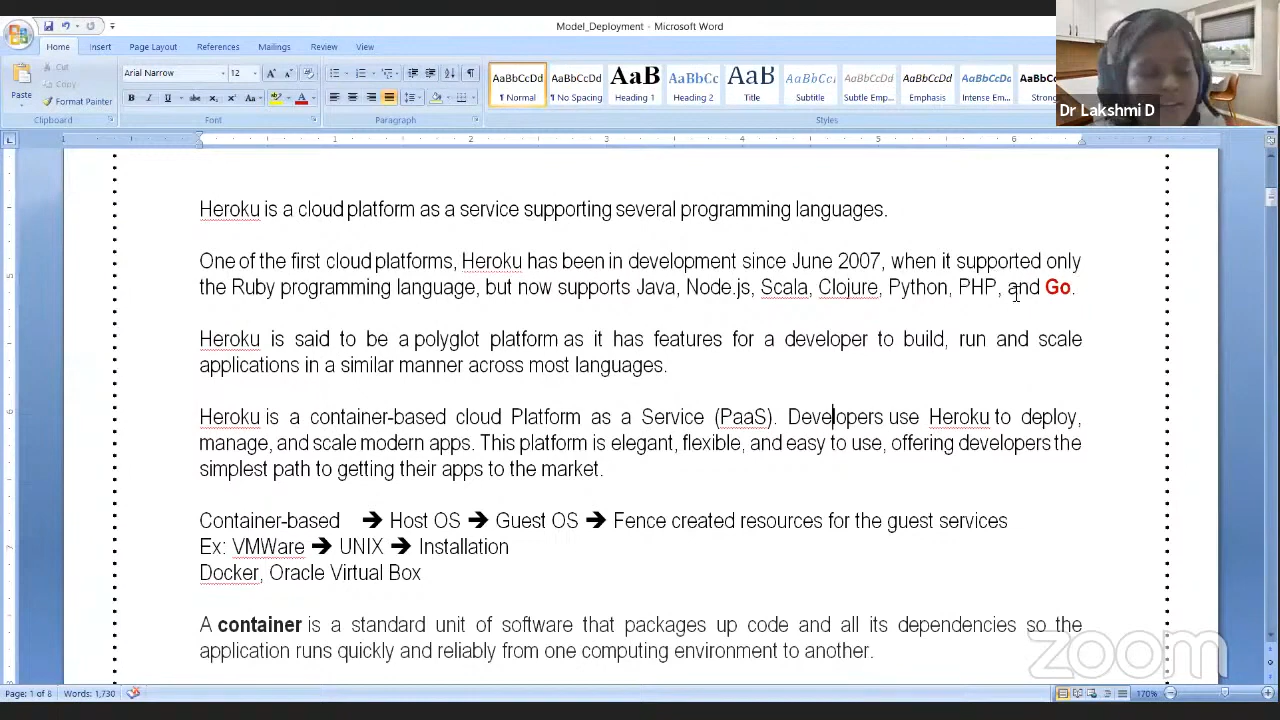 Model_Deployment - Microsoft Word
Home Insert Page Layout References Mailings Review View
Cut
Copy
Paste
Format Painter
Clipboard
Arial Narrow 12
Font
Paragraph
AaBbCcDd AaBbCcDd AaB AaBbCc AaB AaBbCcI AaBbCcDd AaBbCcDd AaBbCcDd
¶ Normal ¶ No Spacing Heading 1 Heading 2 Title Subtitle Subtle Emp... Emphasis Intense Em... Strong
Styles
Dr Lakshmi D
1 1 2 3 4 5 6 7
Heroku is a cloud platform as a service supporting several programming languages.
One of the first cloud platforms, Heroku has been in development since June 2007, when it supported only
the Ruby programming language, but now supports Java, Node.js, Scala, Clojure, Python, PHP, and Go.
Heroku is said to be a polyglot platform as it has features for a developer to build, run and scale
applications in a similar manner across most languages.
Heroku is a container-based cloud Platform as a Service (PaaS). Developers use Heroku to deploy,
manage, and scale modern apps. This platform is elegant, flexible, and easy to use, offering developers the
simplest path to getting their apps to the market.
Container-based ➔ Host OS ➔ Guest OS ➔ Fence created resources for the guest services
Ex: VMWare ➔ UNIX ➔ Installation
Docker, Oracle Virtual Box
A container is a standard unit of software that packages up code and all its dependencies so the
application runs quickly and reliably from one computing environment to another.
zoom
Page: 1 of 8 Words: 1,730 170%